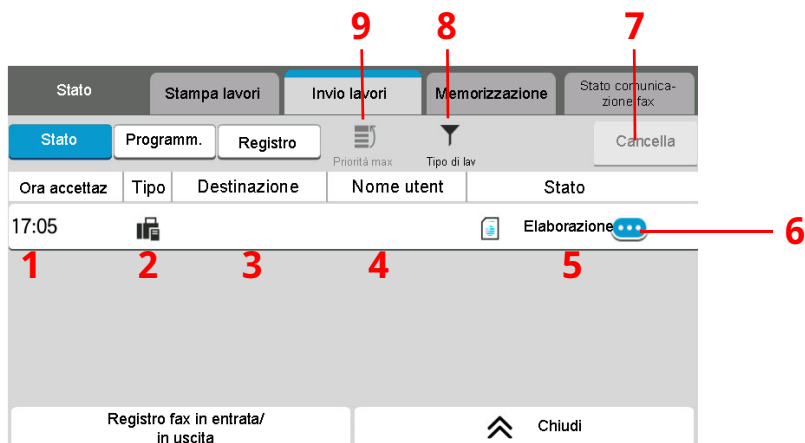 9 8 7
Stato Stampa lavori Invio lavori Memorizzazione Stato comunica-
zione fax
Stato Programm. Registro Priorità max Tipo di lav Cancella
Ora accettaz Tipo Destinazione Nome utent Stato
17:05 Elaborazione 6
1 2 3 4 5
Registro fax in entrata/
in uscita
Chiudi